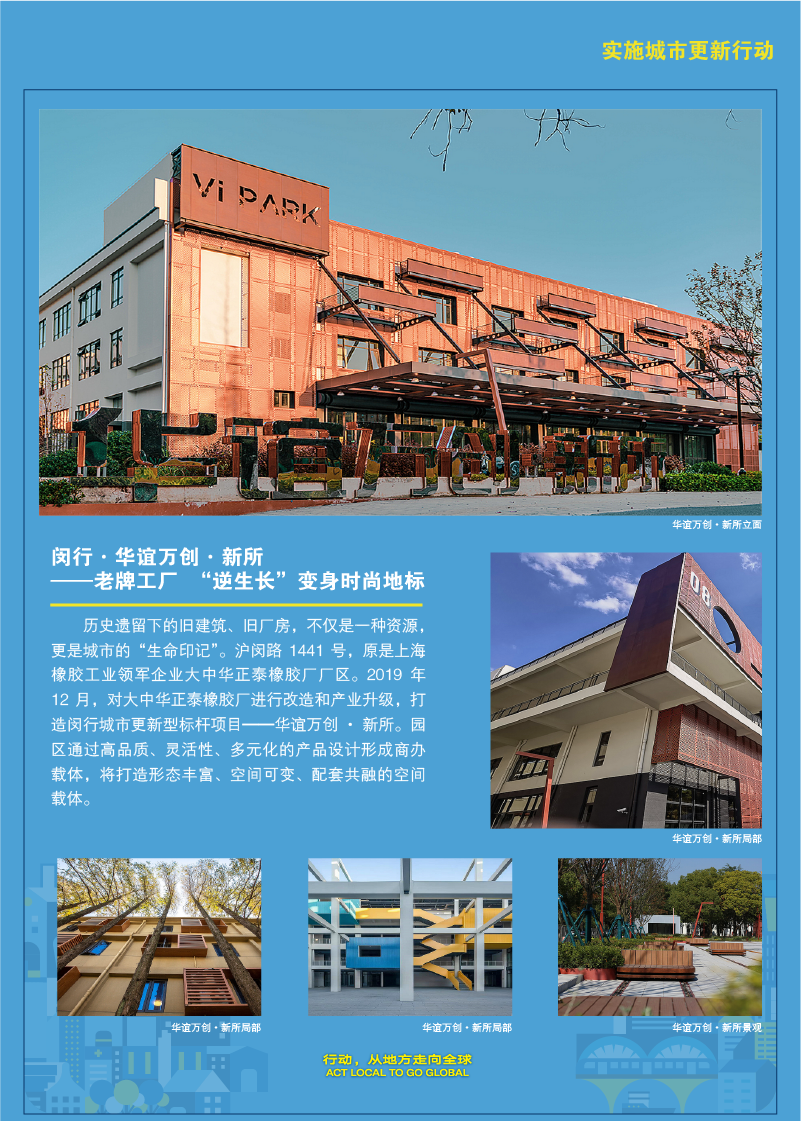 实施城市更新行动
Vi PARK
华谊万创·新所立面
闵行·华谊万创·新所
——老牌工厂 “逆生长”变身时尚地标
历史遗留下的旧建筑、旧厂房，不仅是一种资源，
更是城市的“生命印记”。沪闵路 1441 号，原是上海
橡胶工业领军企业大中华正泰橡胶厂厂区。2019 年
12 月，对大中华正泰橡胶厂进行改造和产业升级，打
造闵行城市更新型标杆项目——华谊万创 · 新所。园
区通过高品质、灵活性、多元化的产品设计形成商办
载体，将打造形态丰富、空间可变、配套共融的空间
载体。
D8
华谊万创·新所局部
华谊万创·新所局部
华谊万创·新所局部
华谊万创·新所景观
行动，从地方走向全球
ACT LOCAL TO GO GLOBAL